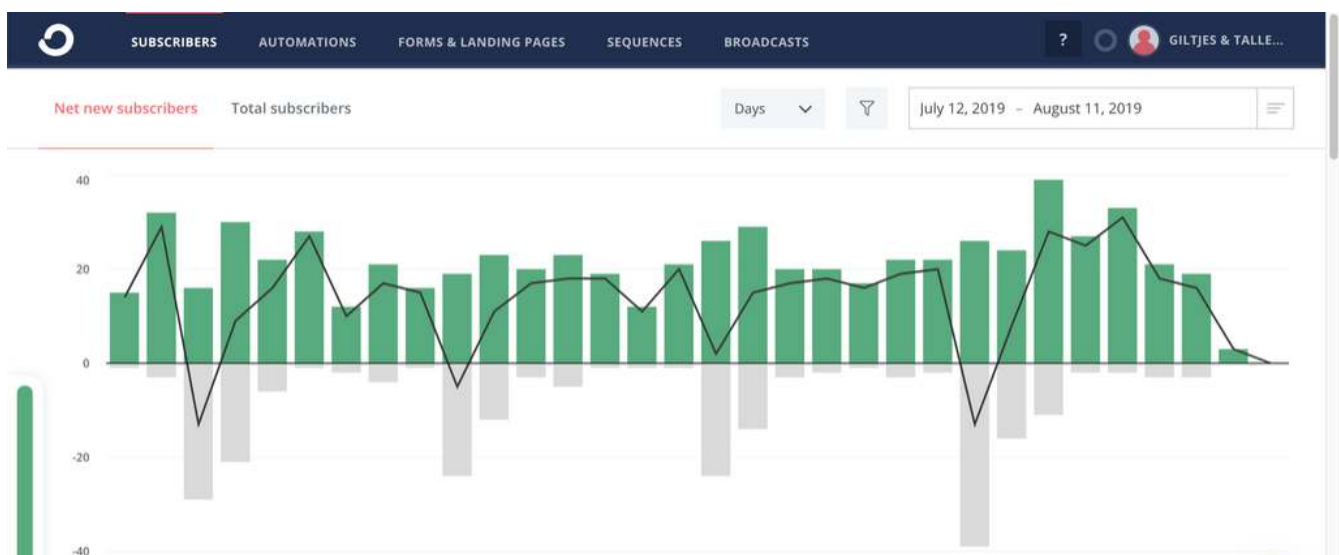 SUBSCRIBERS AUTOMATIONS FORMS & LANDING PAGES SEQUENCES BROADCASTS ? GILTJES & TALLE...
Net new subscribers Total subscribers Days July 12, 2019 – August 11, 2019
40
20
0
-20
-40